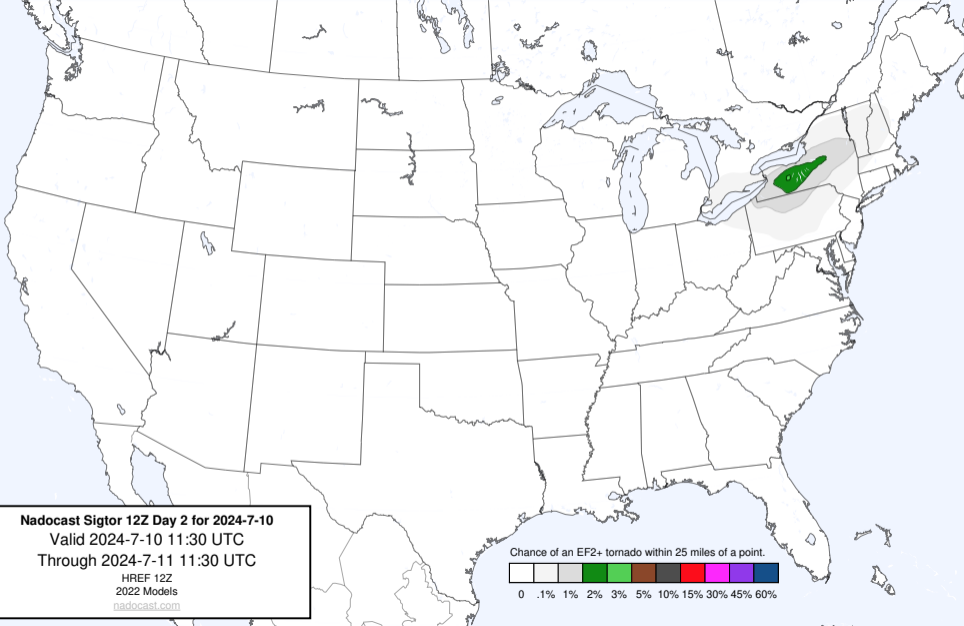 Nadocast Sigtor 12Z Day 2 for 2024-7-10
Valid 2024-7-10 11:30 UTC
Through 2024-7-11 11:30 UTC
HREF 12Z
2022 Models
nadocast.com
Chance of an EF2+ tornado within 25 miles of a point.
0 .1% 1% 2% 3% 5% 10% 15% 30% 45% 60%